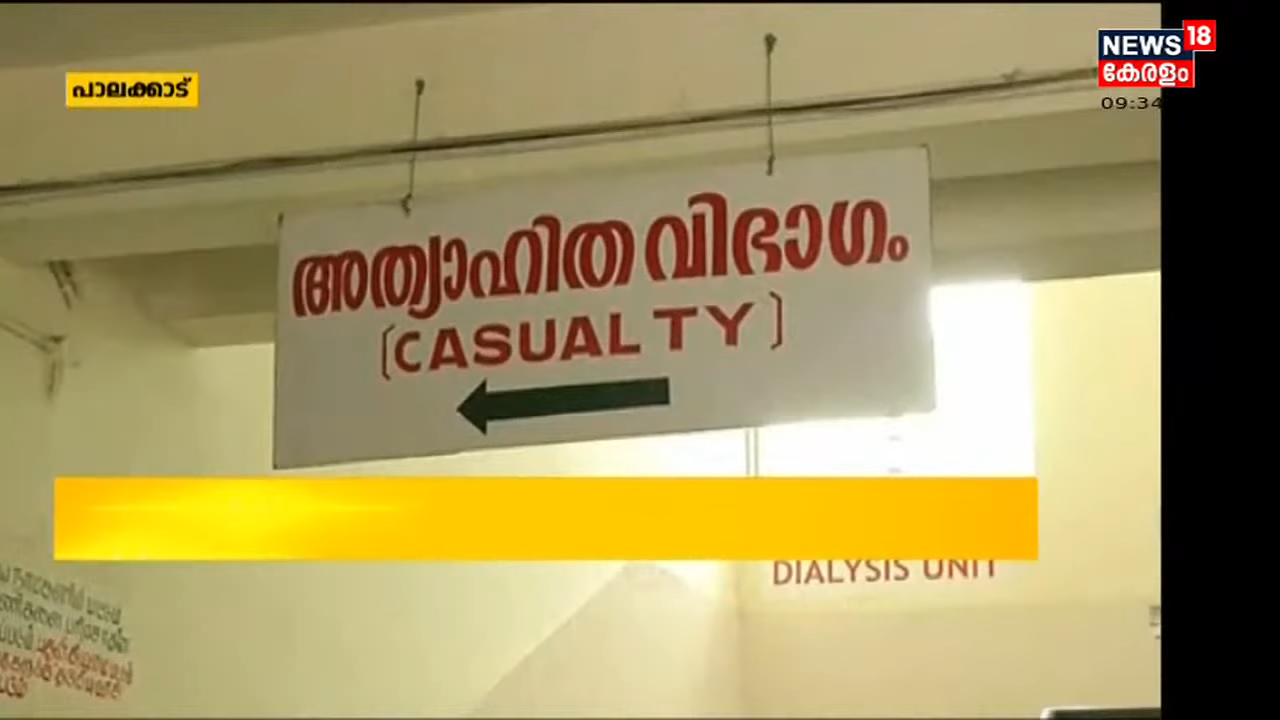 NEWS 18
കേരളം
09:34
പാലക്കാട്
അത്യാഹിത വിഭാഗം
(CASUALTY)
DIALYSIS UNIT